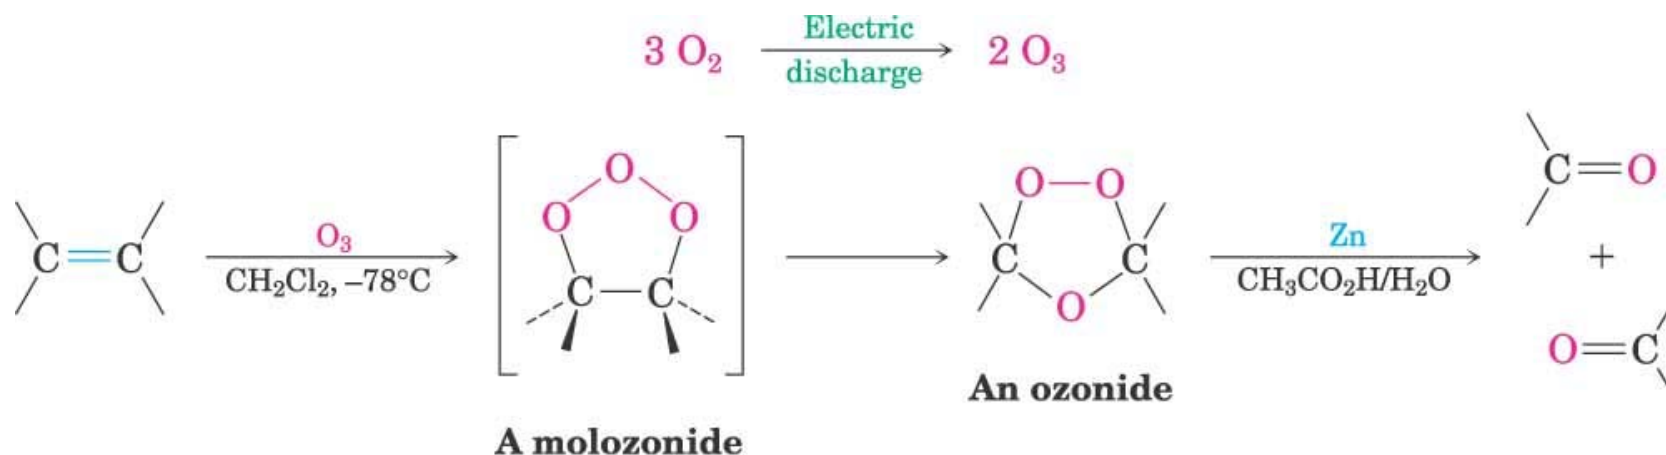 3 O₂ Electric discharge 2 O₃
C=C
O₃
CH₂Cl₂, –78°C
O
O O
C—C
A molozonide
O—O
C C
O
An ozonide
Zn
CH₃CO₂H/H₂O
C=O
+
O=C